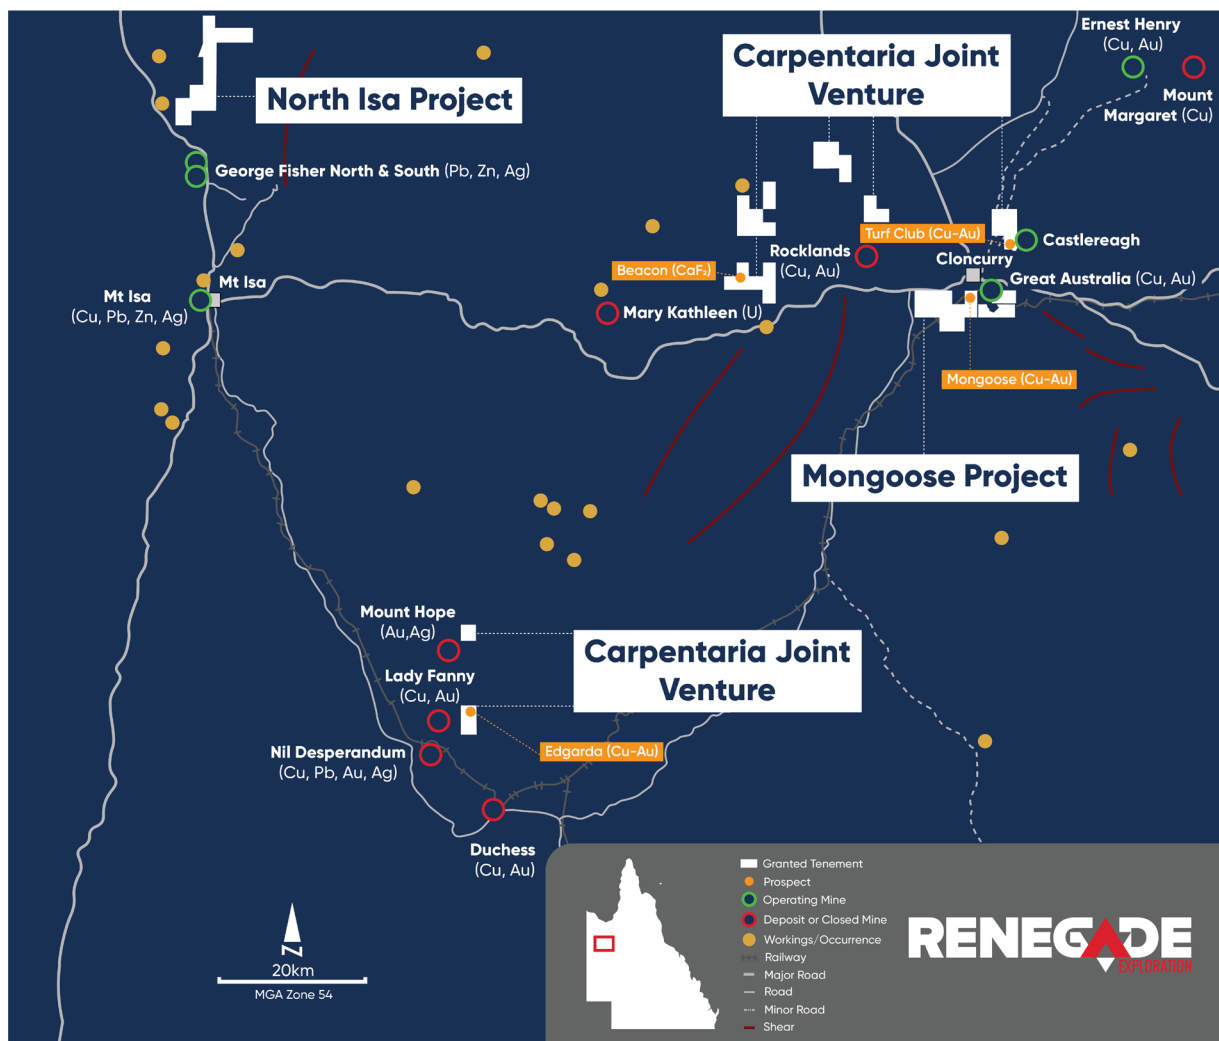 Ernest Henry
(Cu, Au)
Mount
Margaret (Cu)
Carpentaria Joint
Venture
North Isa Project
George Fisher North & South (Pb, Zn, Ag)
Turf Club (Cu-Au)
Castlereagh
Rocklands
(Cu, Au)
Cloncurry
Beacon (CaF₂)
Great Australia (Cu, Au)
Mt Isa
Mt Isa
(Cu, Pb, Zn, Ag)
Mary Kathleen (U)
Mongoose (Cu-Au)
Mongoose Project
Mount Hope
(Au,Ag)
Carpentaria Joint
Venture
Lady Fanny
(Cu, Au)
Edgarda (Cu-Au)
Nil Desperandum
(Cu, Pb, Au, Ag)
Duchess
(Cu, Au)
N
20km
MGA Zone 54
Granted Tenement
Prospect
Operating Mine
Deposit or Closed Mine
Workings/Occurrence
Railway
Major Road
Road
Minor Road
Shear
RENEGADE
EXPLORATION